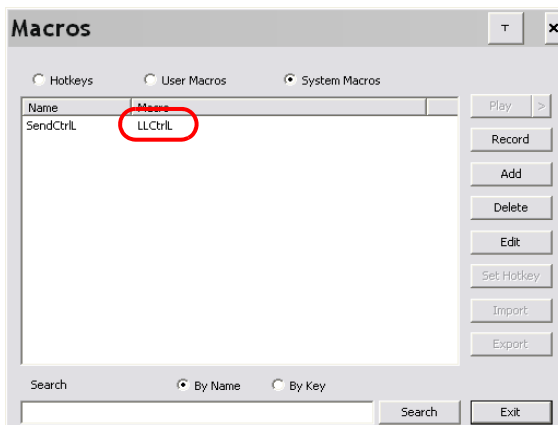 Macros
T
x
Hotkeys User Macros System Macros
Name Macro
SendCtrlL LLCtrlL
Play >
Record
Add
Delete
Edit
Set Hotkey
Import
Export
Search By Name By Key
Search Exit